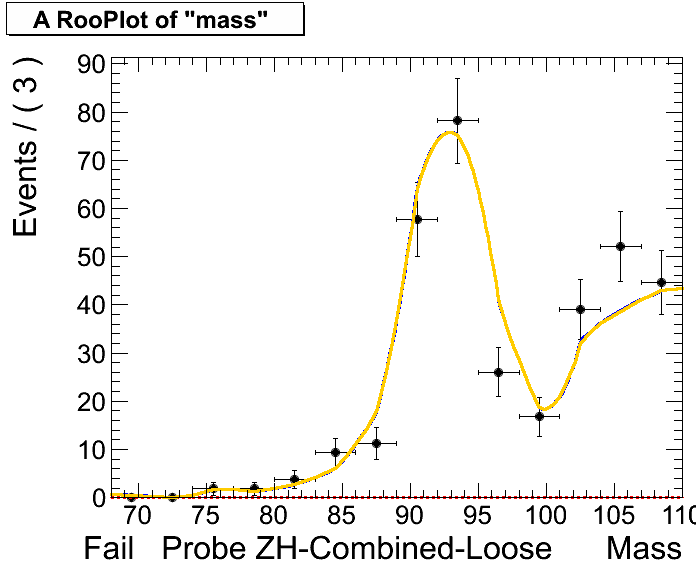 A RooPlot of "mass"
Events / ( 3 )
90
80
70
60
50
40
30
20
10
0
70 75 80 85 90 95 100 105 110
Fail Probe ZH-Combined-Loose Mass